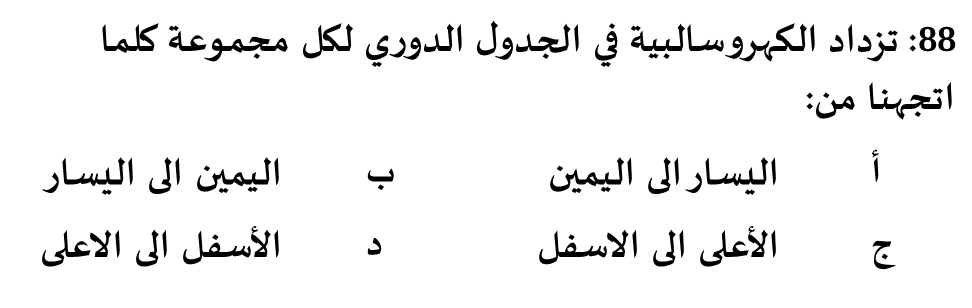 88: تزداد الكهروسالبية في الجدول الدوري لكل مجموعة كلما
اتجهنا من:
أ اليسار الى اليمين ب اليمين الى اليسار
ج الأعلى الى الاسفل د الأسفل الى الاعلى